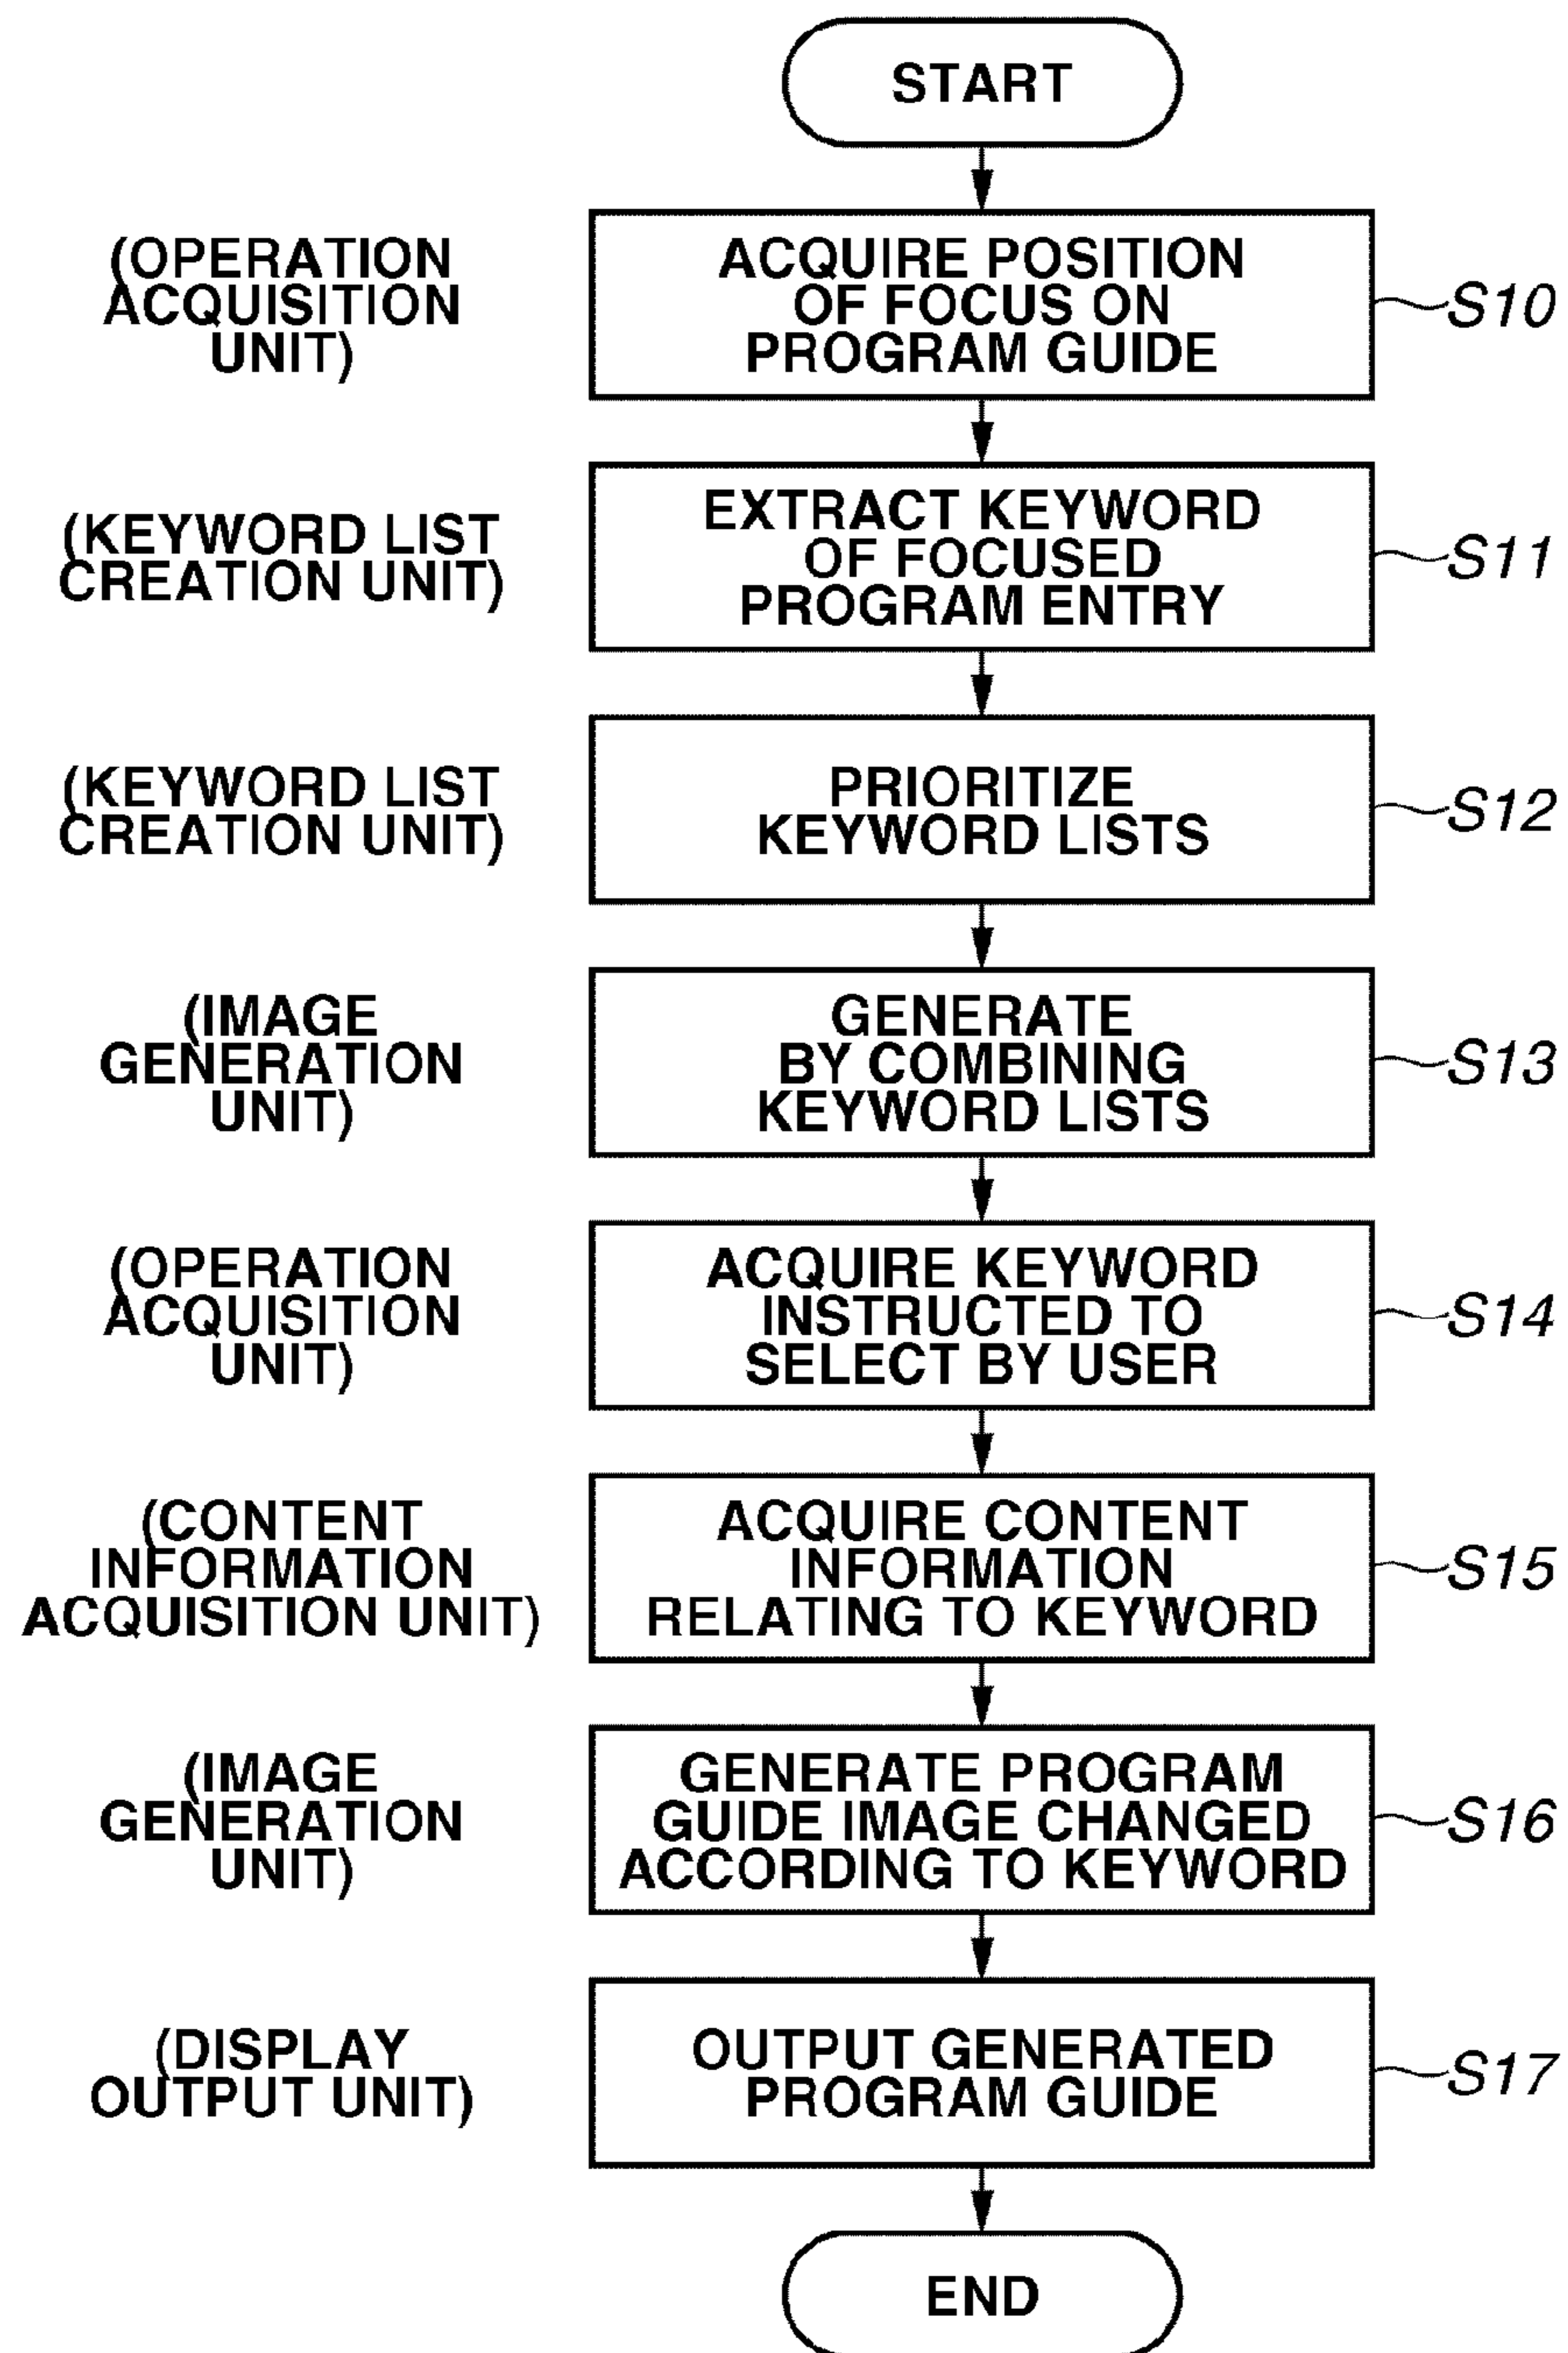 START
(OPERATION
ACQUISITION
UNIT)
ACQUIRE POSITION
OF FOCUS ON
PROGRAM GUIDE
S10
(KEYWORD LIST
CREATION UNIT)
EXTRACT KEYWORD
OF FOCUSED
PROGRAM ENTRY
S11
(KEYWORD LIST
CREATION UNIT)
PRIORITIZE
KEYWORD LISTS
S12
(IMAGE
GENERATION
UNIT)
GENERATE
BY COMBINING
KEYWORD LISTS
S13
(OPERATION
ACQUISITION
UNIT)
ACQUIRE KEYWORD
INSTRUCTED TO
SELECT BY USER
S14
(CONTENT
INFORMATION
ACQUISITION UNIT)
ACQUIRE CONTENT
INFORMATION
RELATING TO KEYWORD
S15
(IMAGE
GENERATION
UNIT)
GENERATE PROGRAM
GUIDE IMAGE CHANGED
ACCORDING TO KEYWORD
S16
(DISPLAY
OUTPUT UNIT)
OUTPUT GENERATED
PROGRAM GUIDE
S17
END